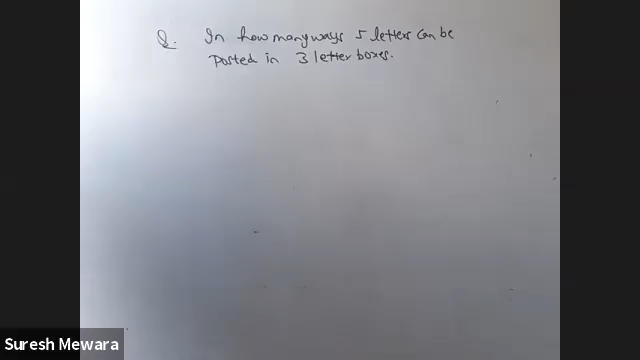 Q. In how many ways 5 letters can be
posted in 3 letter boxes.
Suresh Mewara